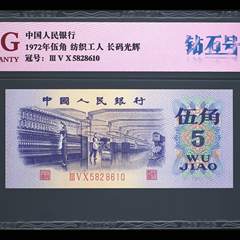 G
ANTY
中国人民银行
1972年伍角 纺织工人 长码光辉
冠号: Ⅲ V X 5828610
钻石号
中国人民银行
伍角
5
WU
JIAO
ⅢⅤⅩ5828610